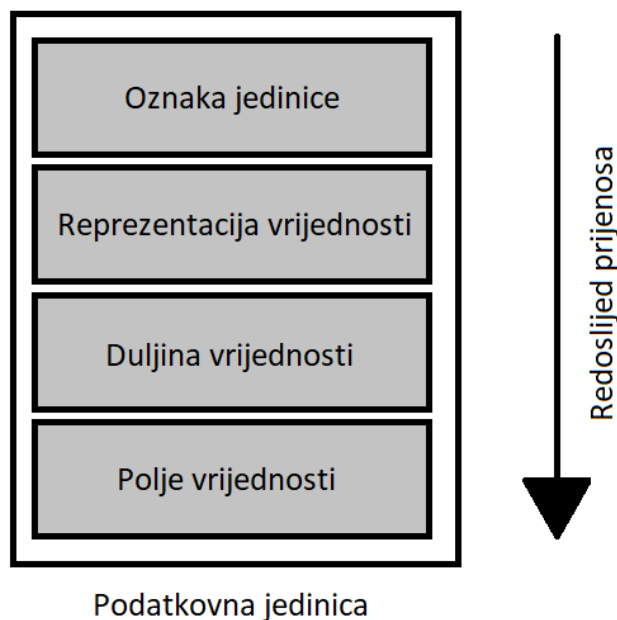 Oznaka jedinice
Reprezentacija vrijednosti
Duljina vrijednosti
Polje vrijednosti
Podatkovna jedinica
Redoslijed prijenosa